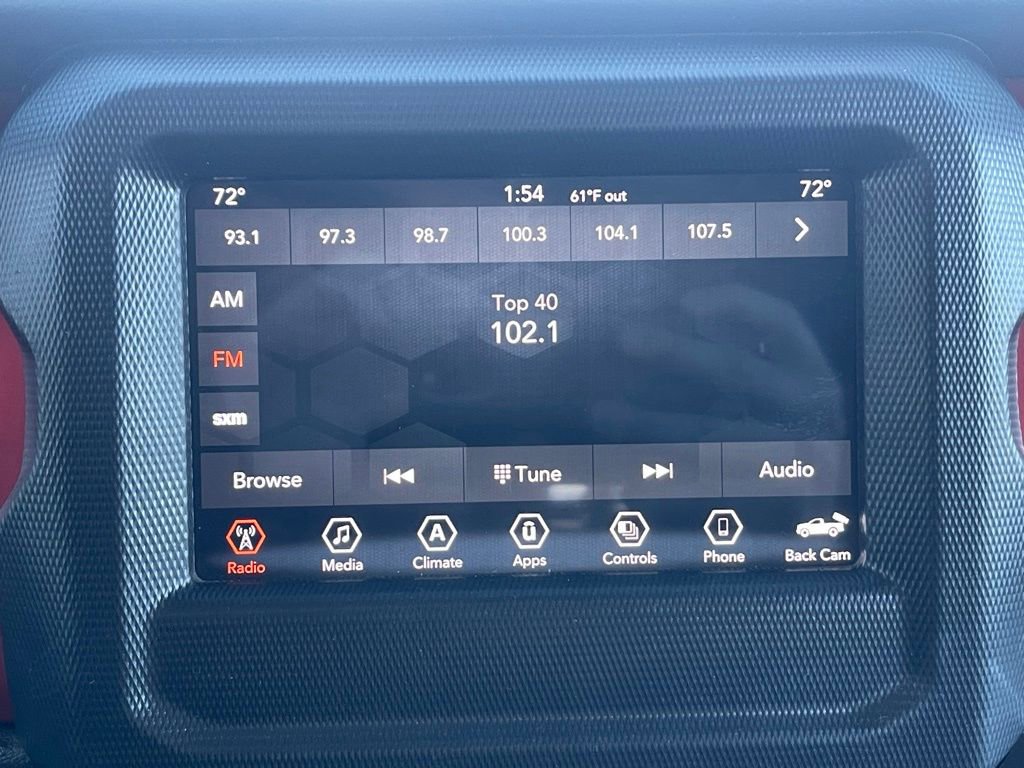 72° 1:54 61°F out 72°
93.1 97.3 98.7 100.3 104.1 107.5
AM
Top 40
102.1
FM
sxm
Browse Tune Audio
A ū
Radio Media Climate Apps Controls Phone Back Cam